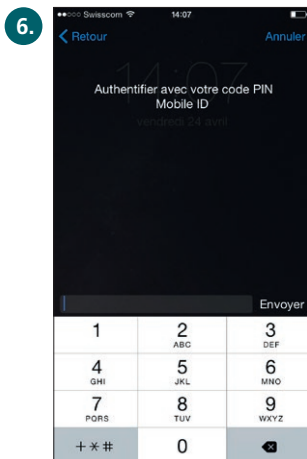 6.
Swisscom 14:07
Retour Annuler
14:07
Authentifier avec votre code PIN
Mobile ID
vendredi 24 avril
Envoyer
1 2 3
ABC DEF
4 5 6
GHI JKL MNO
7 8 9
PQRS TUV WXYZ
+*# 0